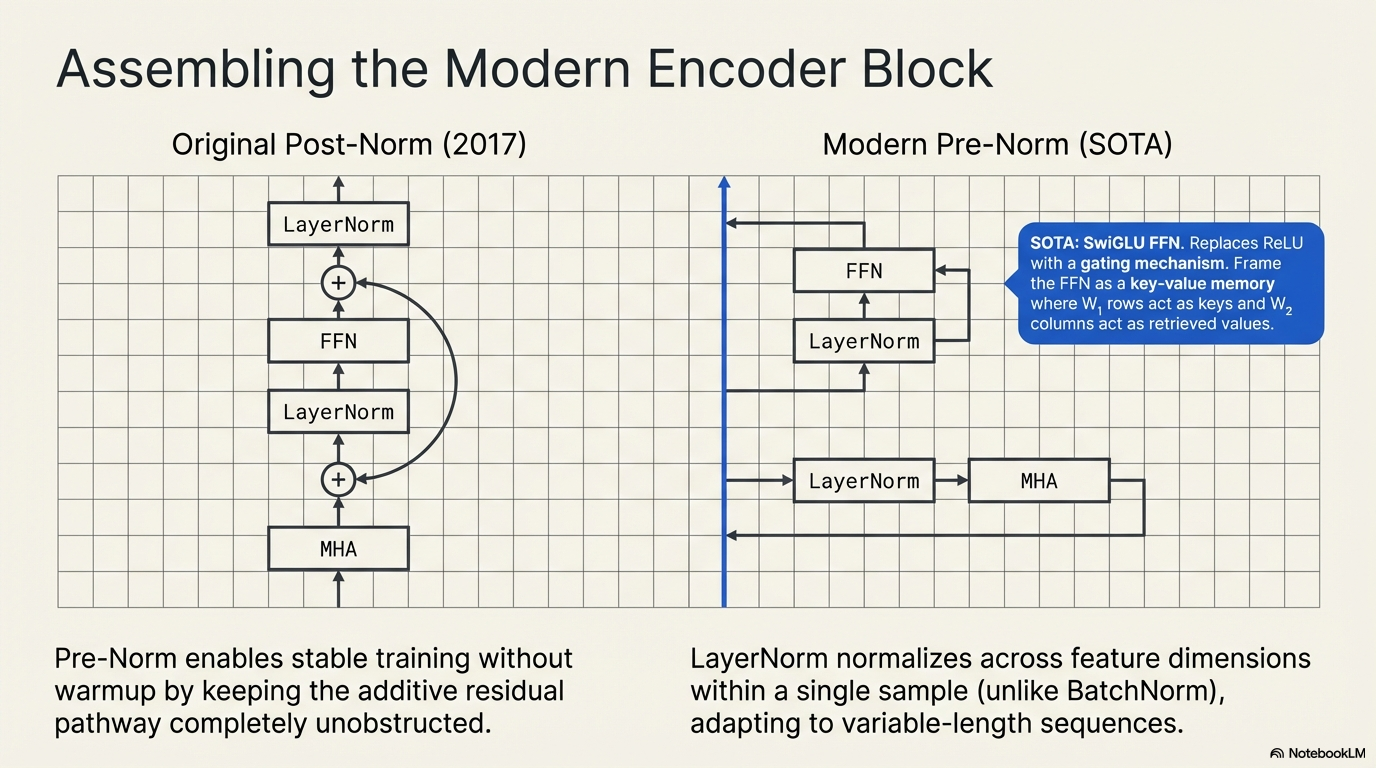 Assembling the Modern Encoder Block
Original Post-Norm (2017)
LayerNorm
+
FFN
LayerNorm
+
MHA
Modern Pre-Norm (SOTA)
FFN
LayerNorm
LayerNorm
MHA
SOTA: SwiGLU FFN. Replaces ReLU
with a gating mechanism. Frame
the FFN as a key-value memory
where W₁ rows act as keys and W₂
columns act as retrieved values.
Pre-Norm enables stable training without
warmup by keeping the additive residual
pathway completely unobstructed.
LayerNorm normalizes across feature dimensions
within a single sample (unlike BatchNorm),
adapting to variable-length sequences.
NotebookLM